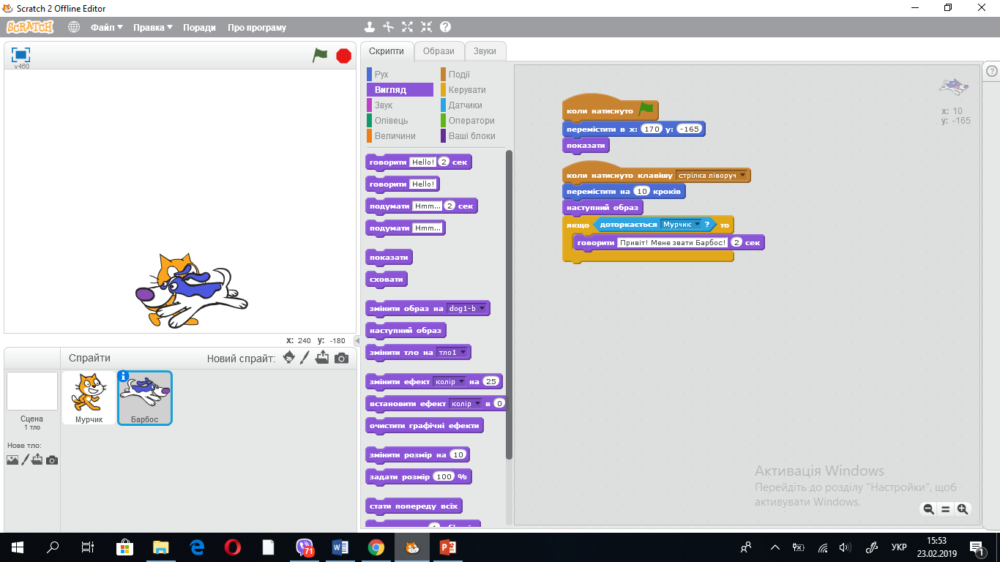 Scratch 2 Offline Editor
SCRATCH
Файл
Правка
Поради
Про програму
v460
Скрипти
Образи
Звуки
Рух
Події
Вигляд
Керувати
Звук
Датчики
Олівець
Оператори
Величини
Ваші блоки
говорити Hello! 2 сек
говорити Hello!
подумати Hmm... 2 сек
подумати Hmm...
показати
сховати
змінити образ на dog1-b
наступний образ
змінити тло на тло1
змінити ефект колір на 25
встановити ефект колір в 0
очистити графічні ефекти
змінити розмір на 10
задати розмір 100 %
стати попереду всіх
коли натиснуто
перемістити в x: 170 y: -165
показати
коли натиснуто клавішу стрілка ліворуч
перемістити на 10 кроків
наступний образ
якщо доторкається Мурчик ? то
говорити Привіт! Мене звати Барбос! 2 сек
x: 10
y: -165
x: 240 y: -180
Спрайти
Новий спрайт:
Сцена
1 тло
Нове тло:
Мурчик
Барбос
Активація Windows
Перейдіть до розділу "Настройки", щоб
активувати Windows.
71
УКР
15:53
23.02.2019
1